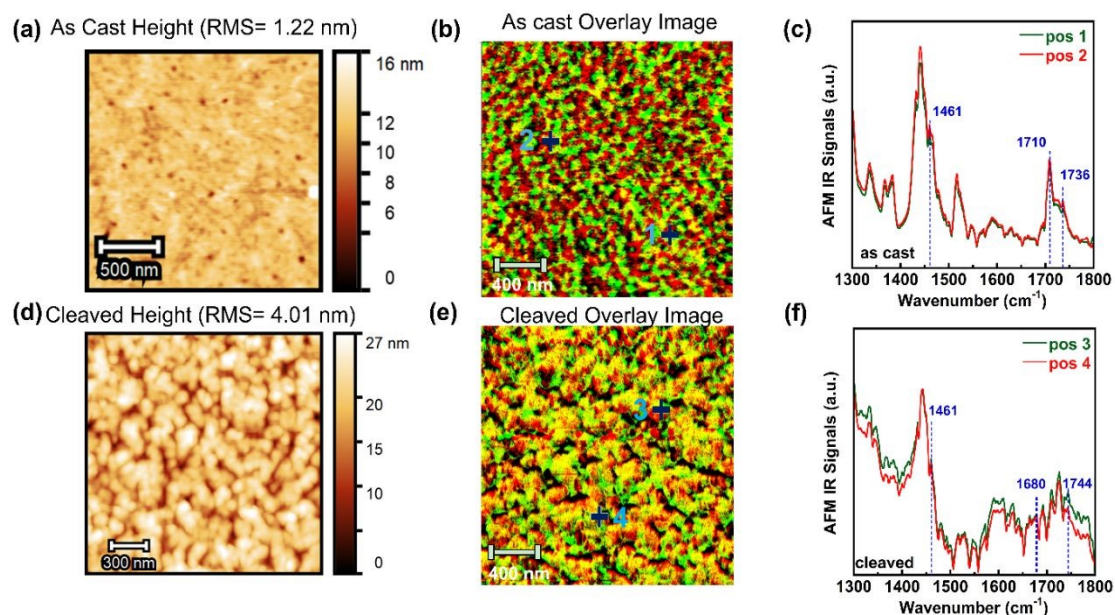 (a) As Cast Height (RMS= 1.22 nm)
16 nm
12
10
8
6
4
2
0
500 nm
(b) As cast Overlay Image
2
1
400 nm
(c)
AFM IR Signals (a.u.)
pos 1
pos 2
1461
1710
1736
as cast
1300 1400 1500 1600 1700 1800
Wavenumber (cm-1)
(d) Cleaved Height (RMS= 4.01 nm)
27 nm
20
15
10
5
0
300 nm
(e) Cleaved Overlay Image
3
4
400 nm
(f)
AFM IR Signals (a.u.)
pos 3
pos 4
1461
1680
1744
cleaved
1300 1400 1500 1600 1700 1800
Wavenumber (cm-1)